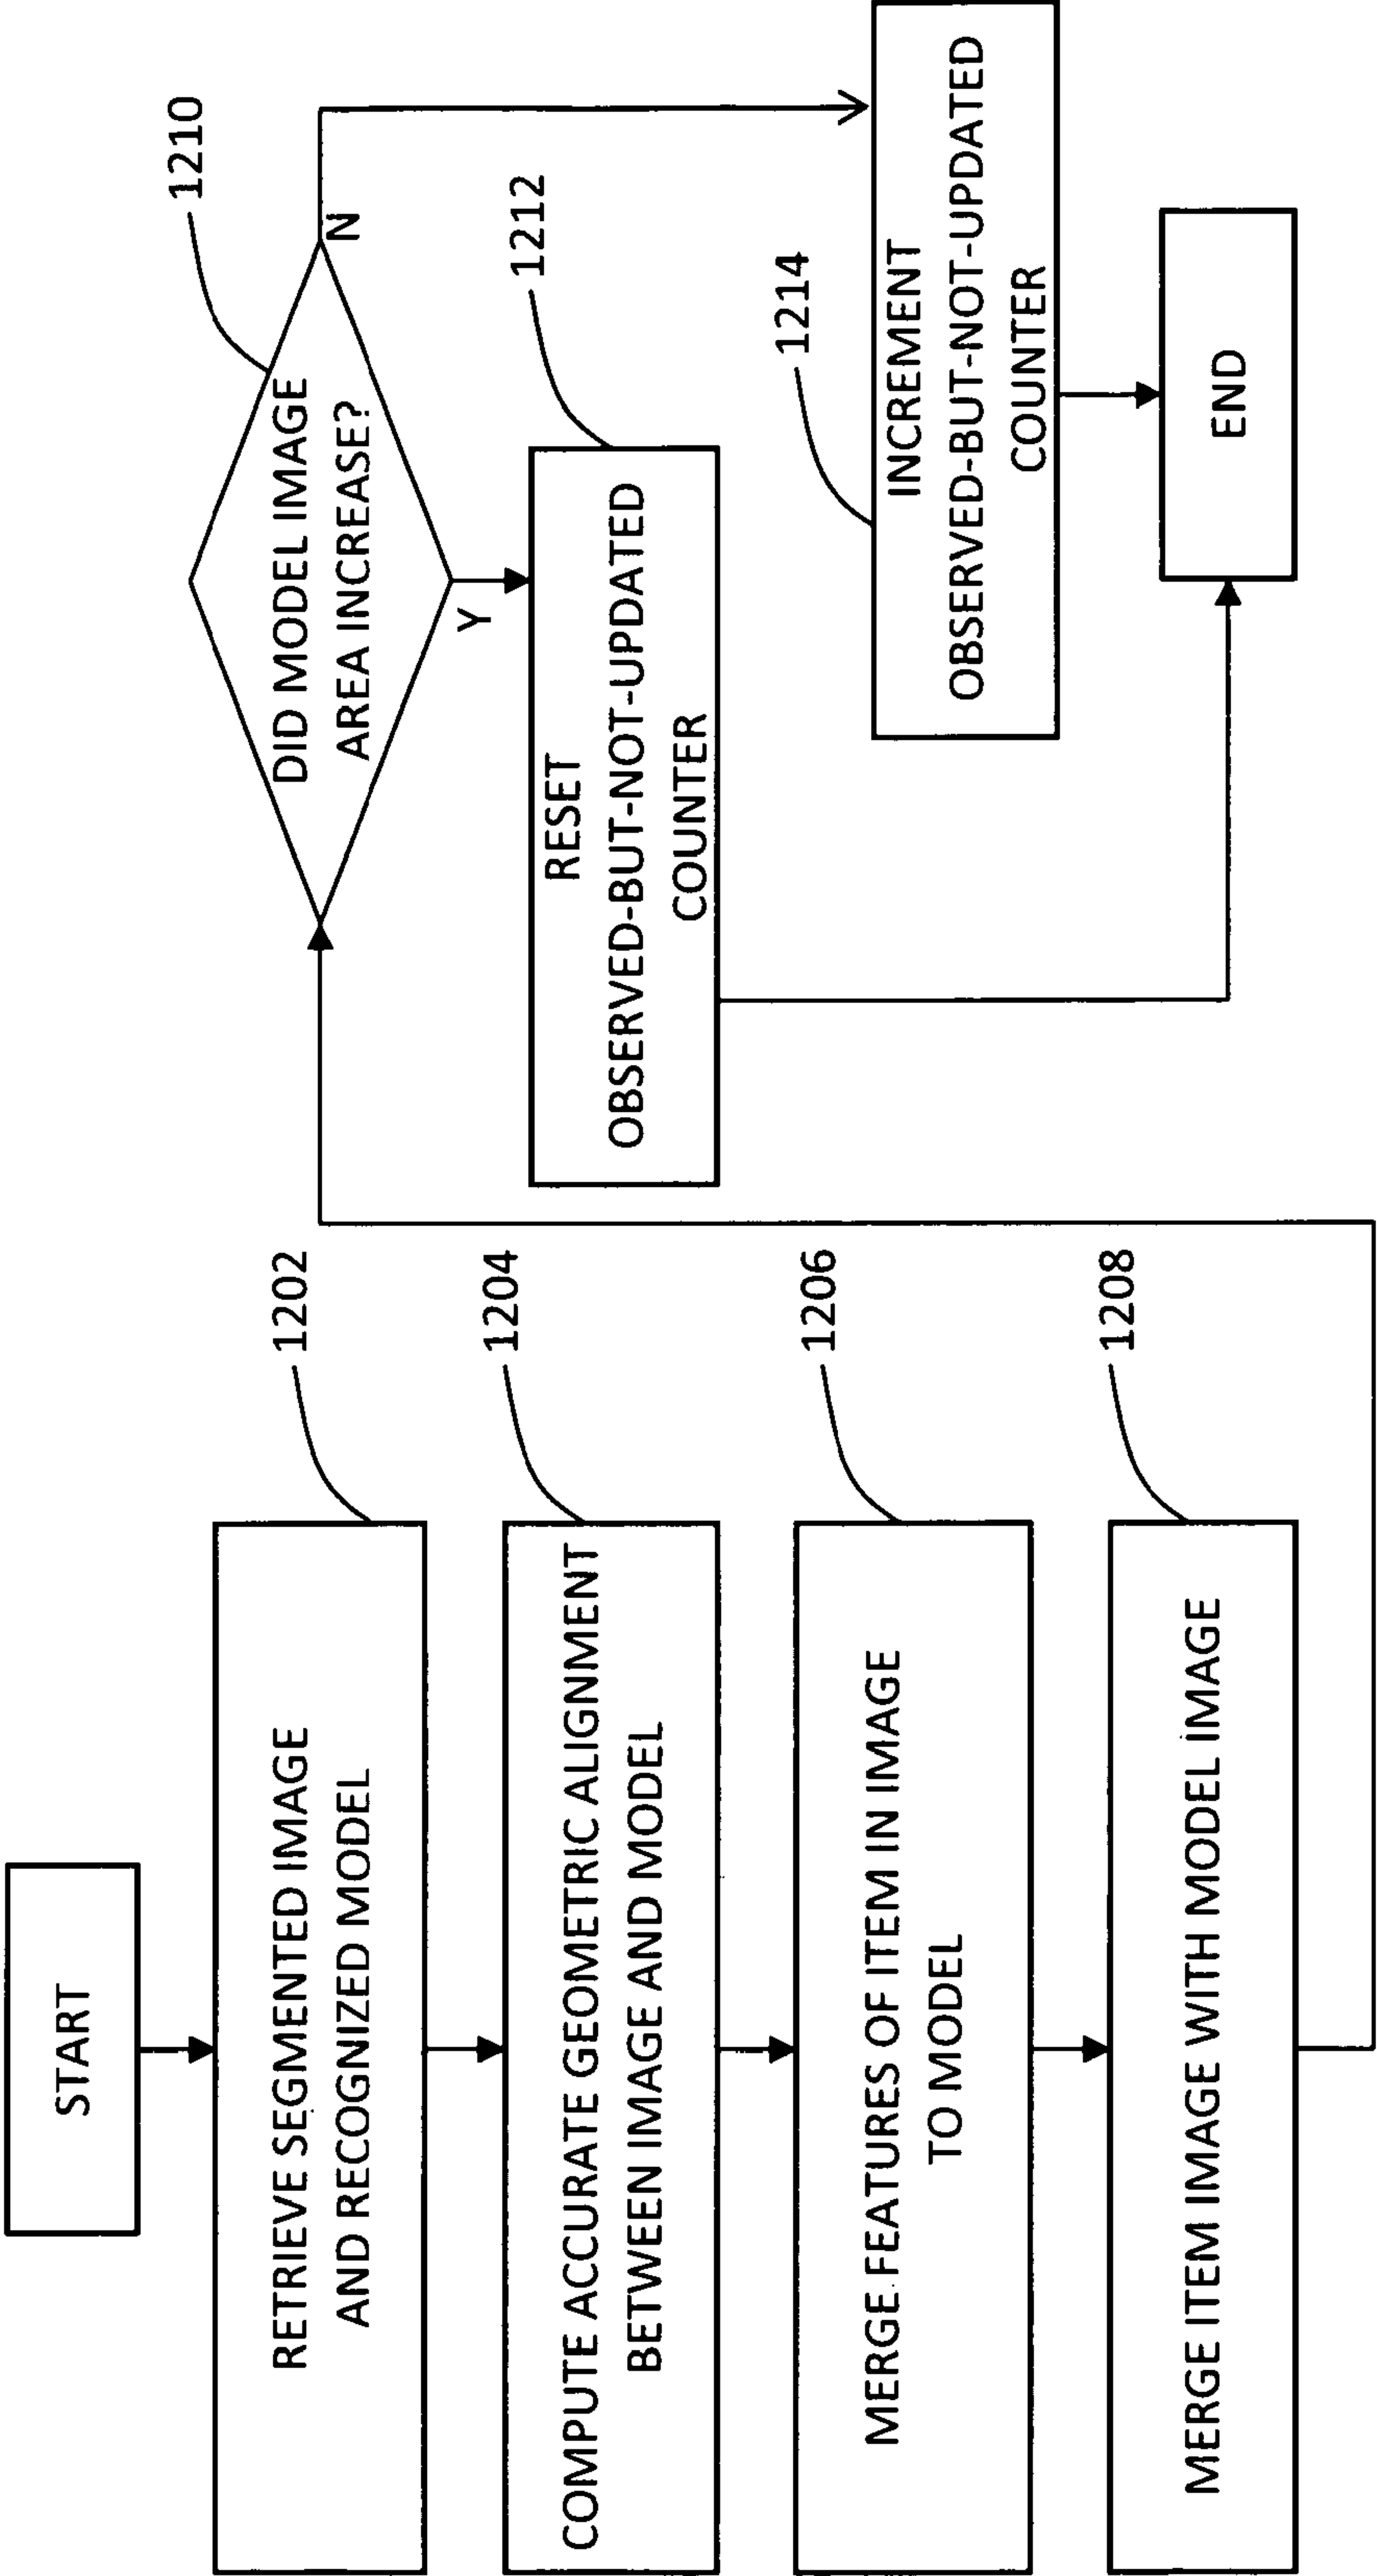 START
RETRIEVE SEGMENTED IMAGE
AND RECOGNIZED MODEL
1202
COMPUTE ACCURATE GEOMETRIC ALIGNMENT
BETWEEN IMAGE AND MODEL
1204
MERGE FEATURES OF ITEM IN IMAGE
TO MODEL
1206
MERGE ITEM IMAGE WITH MODEL IMAGE
1208
DID MODEL IMAGE
AREA INCREASE?
1210
N
Y
RESET
OBSERVED-BUT-NOT-UPDATED
COUNTER
1212
INCREMENT
OBSERVED-BUT-NOT-UPDATED
COUNTER
1214
END